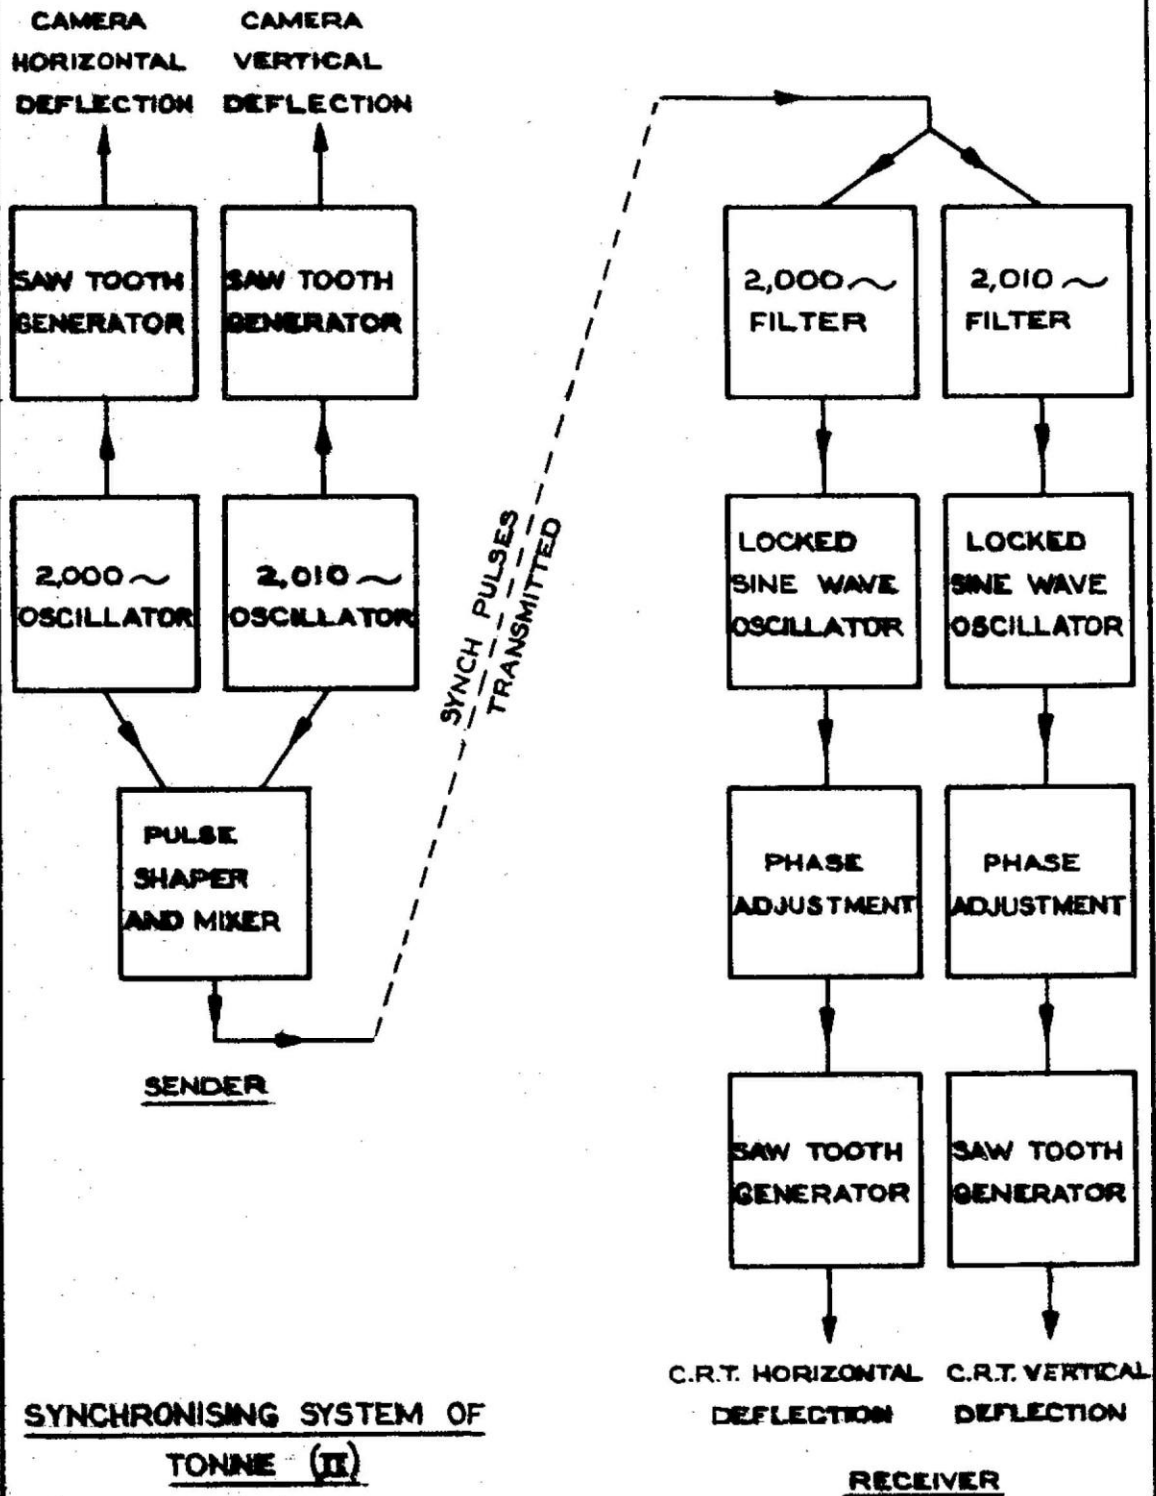 CAMERA
HORIZONTAL
DEFLECTION
CAMERA
VERTICAL
DEFLECTION
SAW TOOTH
GENERATOR
SAW TOOTH
GENERATOR
2,000~
OSCILLATOR
2,010~
OSCILLATOR
PULSE
SHAPER
AND MIXER
SENDER
SYNCH PULSES
TRANSMITTED
2,000~
FILTER
2,010~
FILTER
LOCKED
SINE WAVE
OSCILLATOR
LOCKED
SINE WAVE
OSCILLATOR
PHASE
ADJUSTMENT
PHASE
ADJUSTMENT
SAW TOOTH
GENERATOR
SAW TOOTH
GENERATOR
C.R.T. HORIZONTAL
DEFLECTION
C.R.T. VERTICAL
DEFLECTION
RECEIVER
SYNCHRONISING SYSTEM OF
TONNE (II)